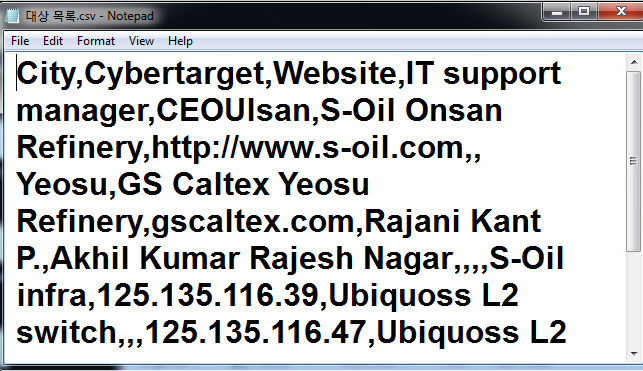 대상 목록.csv - Notepad
File Edit Format View Help
City,Cybertarget,Website,IT support
manager,CEOUlsan,S-Oil Onsan
Refinery,http://www.s-oil.com,,
Yeosu,GS Caltex Yeosu
Refinery,gscaltex.com,Rajani Kant
P.,Akhil Kumar Rajesh Nagar,,,,S-Oil
infra,125.135.116.39,Ubiquoss L2
switch,,,125.135.116.47,Ubiquoss L2